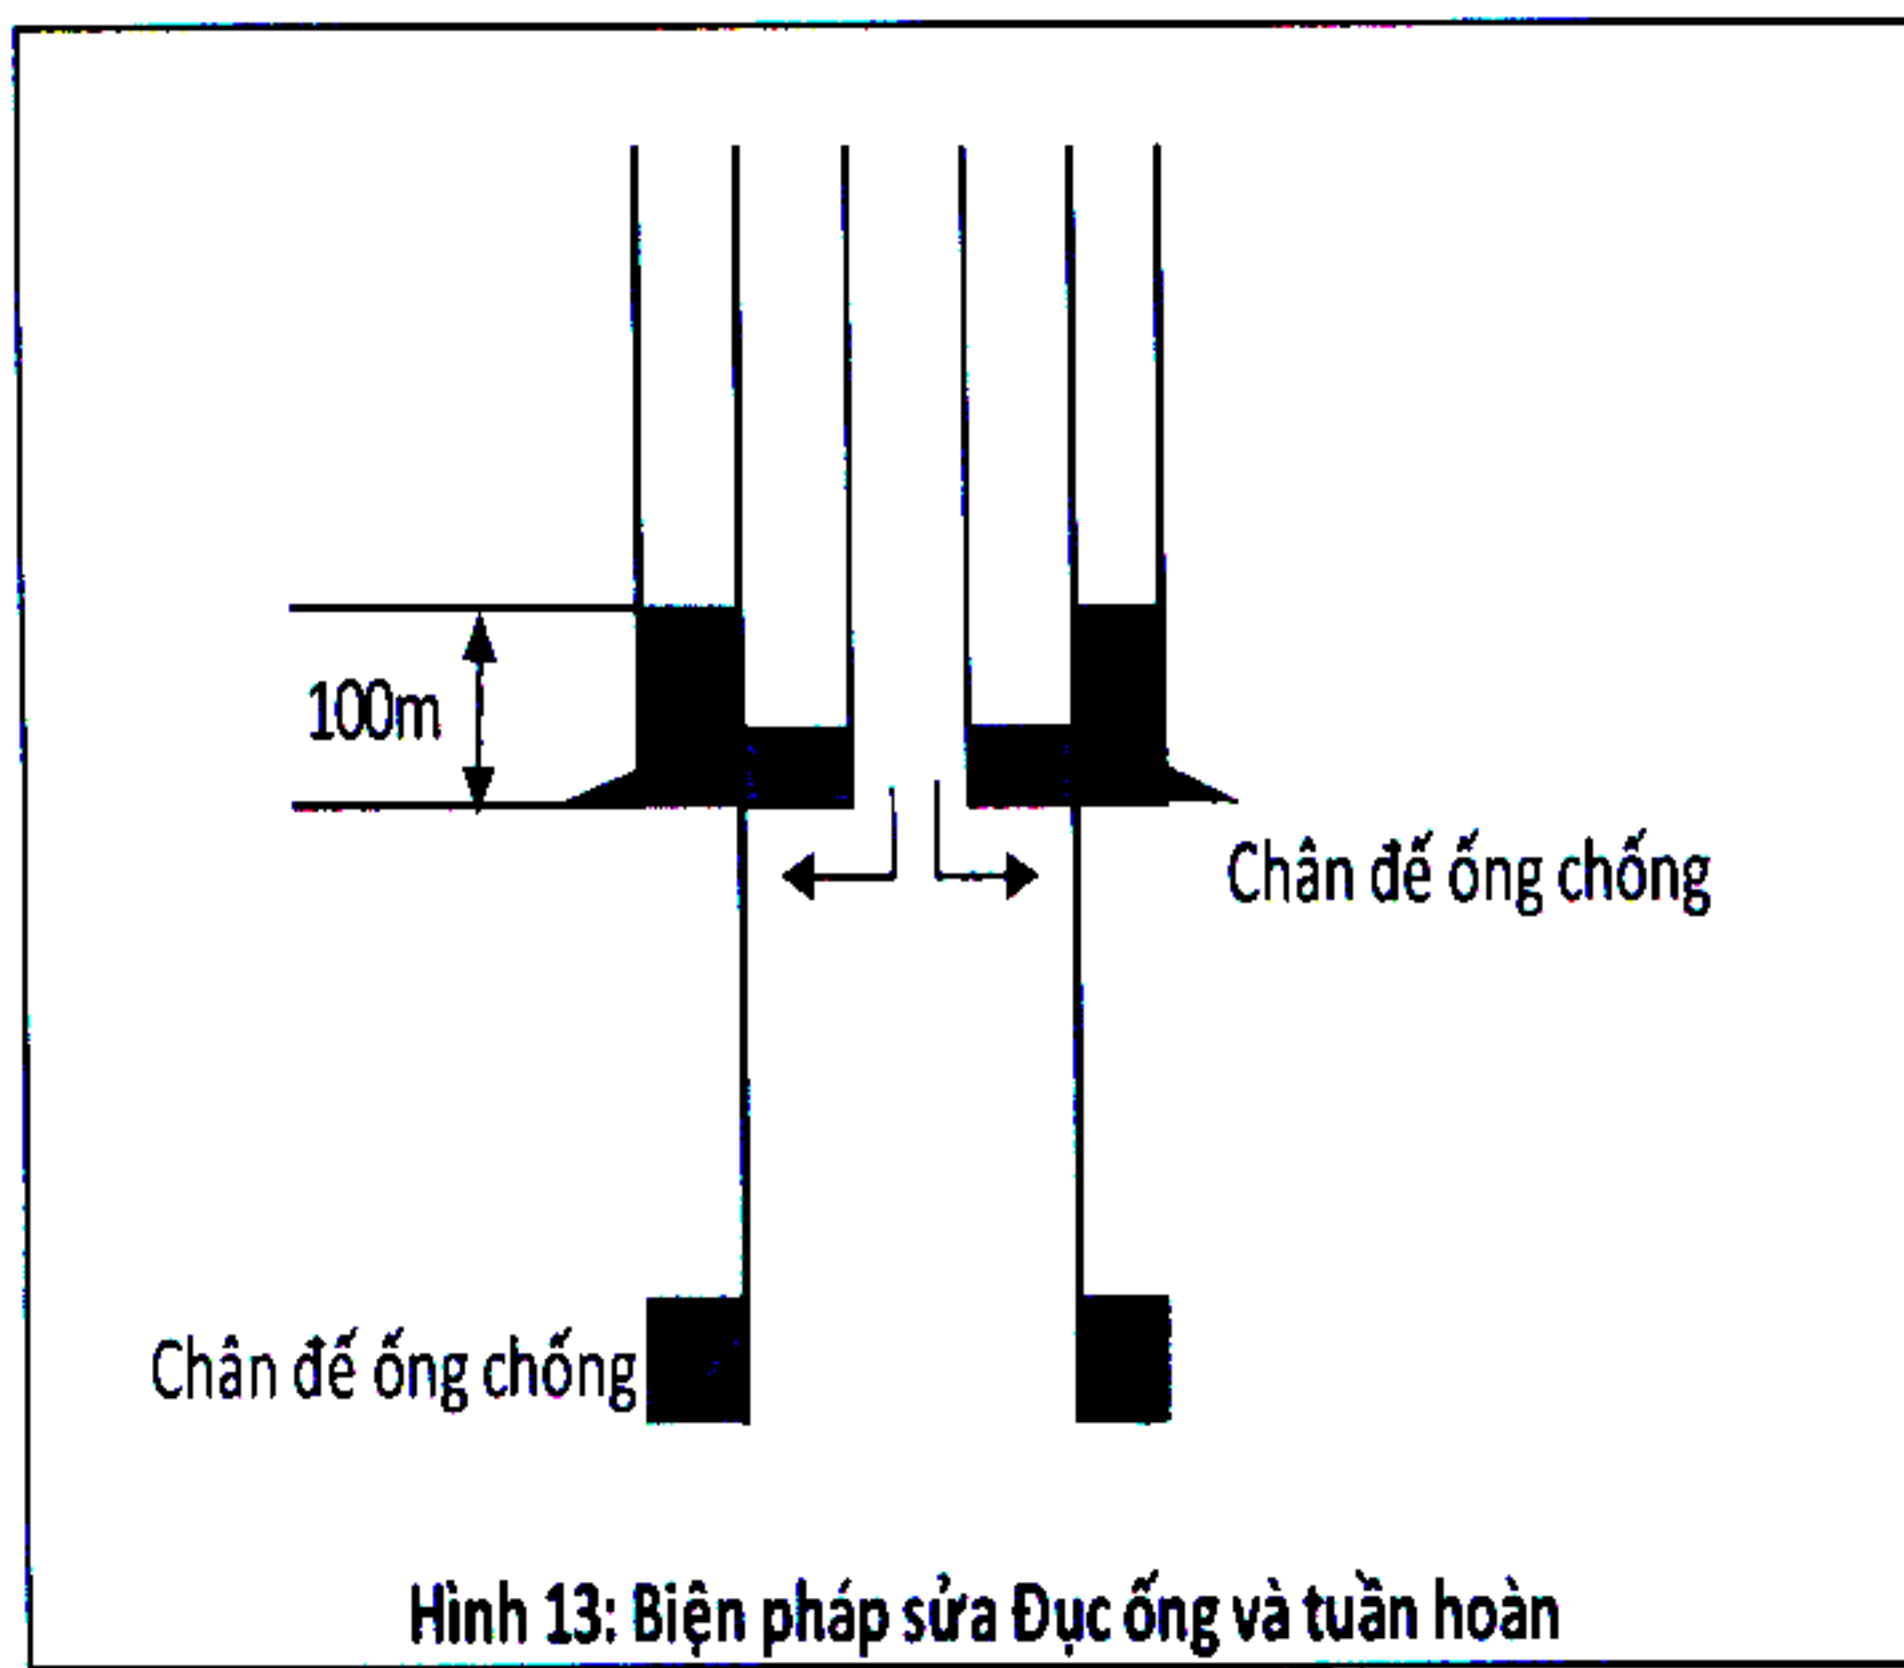 100m
Chân đế ống chống
Chân đế ống chống
Hình 13: Biện pháp sửa Đục ống và tuần hoàn